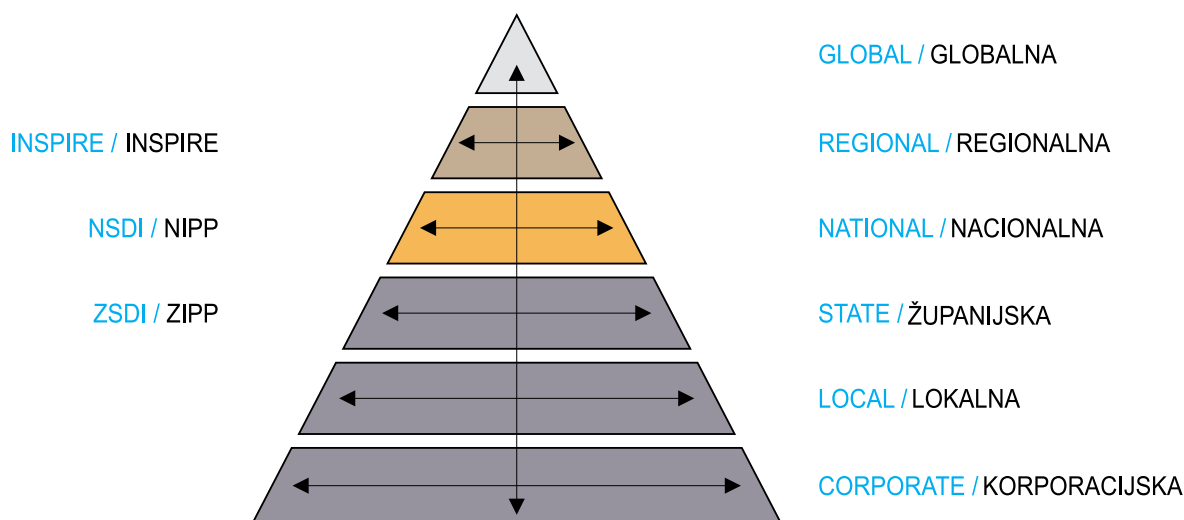 GLOBAL / GLOBALNA
INSPIRE / INSPIRE
REGIONAL / REGIONALNA
NSDI / NIPP
NATIONAL / NACIONALNA
ZSDI / ZIPP
STATE / ŽUPANIJSKA
LOCAL / LOKALNA
CORPORATE / KORPORACIJSKA